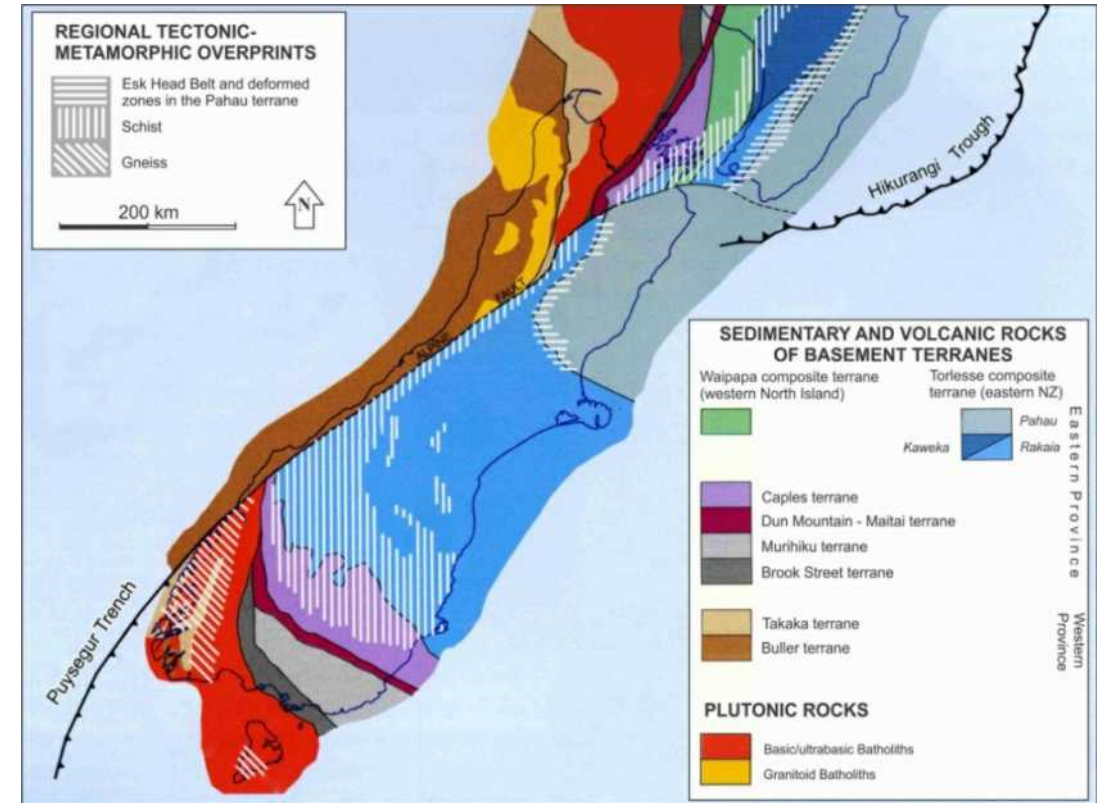 REGIONAL TECTONIC-
METAMORPHIC OVERPRINTS
Esk Head Belt and deformed
zones in the Pahau terrane
Schist
Gneiss
200 km
N
Hikurangi Trough
ALPINE FAULT
Puysegur Trench
SEDIMENTARY AND VOLCANIC ROCKS
OF BASEMENT TERRANES
Waipapa composite terrane
(western North Island)
Torlesse composite
terrane (eastern NZ)
Pahau
Kaweka
Rakaia
Eastern Province
Caples terrane
Dun Mountain - Maitai terrane
Murihiku terrane
Brook Street terrane
Takaka terrane
Buller terrane
Western
Province
PLUTONIC ROCKS
Basic/ultrabasic Batholiths
Granitoid Batholiths